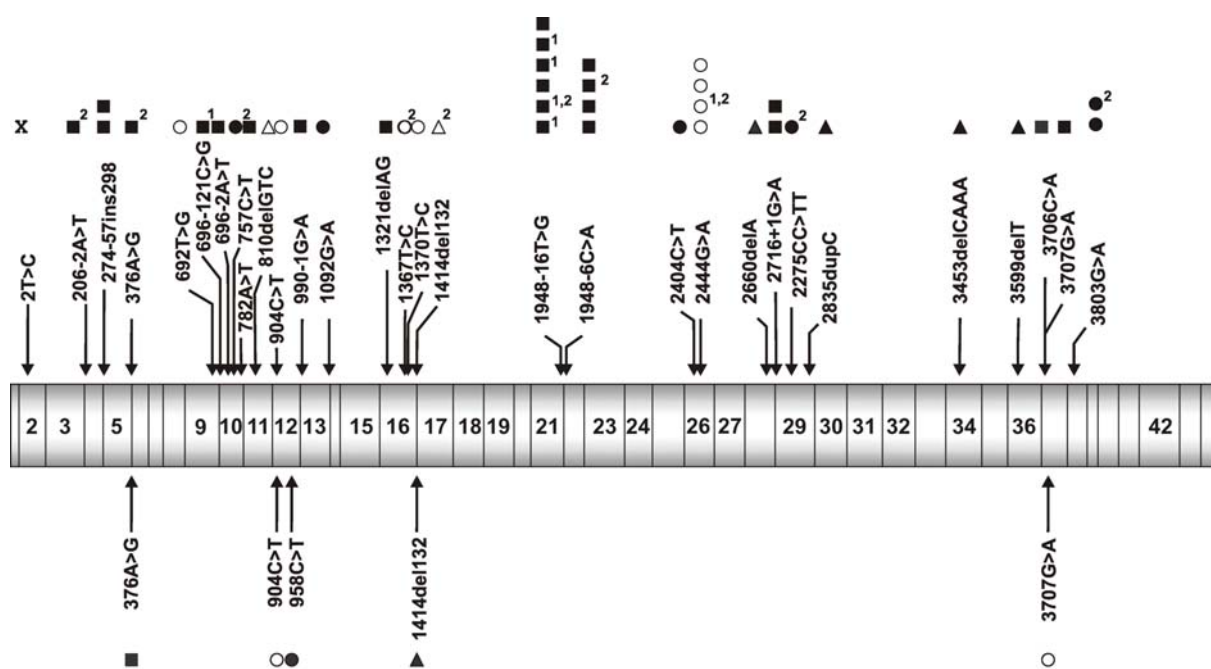 1
1
1
2
1,2
1,2
x
2
2
1
2
2
2
1
2
2
2T>C
206-2A>T
274-57ins298
376A>G
692T>G
696-121C>G
696-2A>T
757C>T
782A>T
810delGTC
904C>T
990-1G>A
1092G>A
1321delAG
1367T>C
1370T>C
1414del132
1948-16T>G
1948-6C>A
2404C>T
2444G>A
2660delA
2716+1G>A
2275CC>TT
2835dupC
3453delCAAA
3599delT
3706C>A
3707G>A
3803G>A
2 3 5 9 10 11 12 13 15 16 17 18 19 21 23 24 26 27 29 30 31 32 34 36 42
376A>G
904C>T
958C>T
1414del132
3707G>A